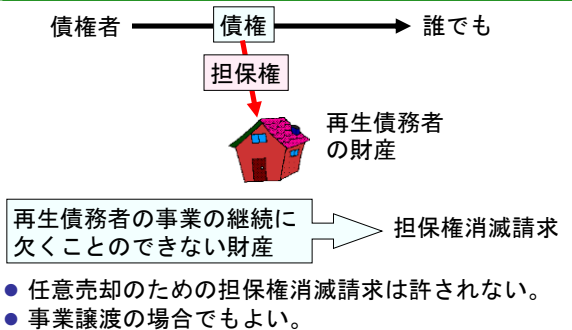 債権者 債権 誰でも
担保権
再生債務者
の財産
再生債務者の事業の継続に
欠くことのできない財産
担保権消滅請求
● 任意売却のための担保権消滅請求は許されない。
● 事業譲渡の場合でもよい。